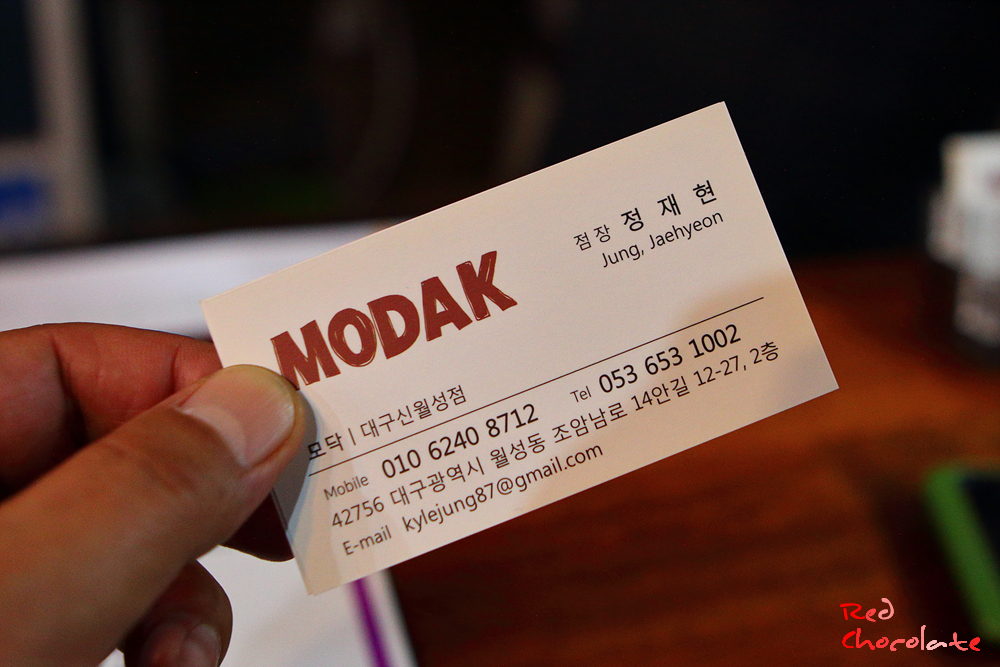 점장 정 재 현
Jung, Jaehyeon
MODAK
모닥 | 대구신월성점
Mobile 010 6240 8712 Tel 053 653 1002
42756 대구광역시 월성동 조암남로 14안길 12-27, 2층
E-mail kylejung87@gmail.com
Red
Chocolate